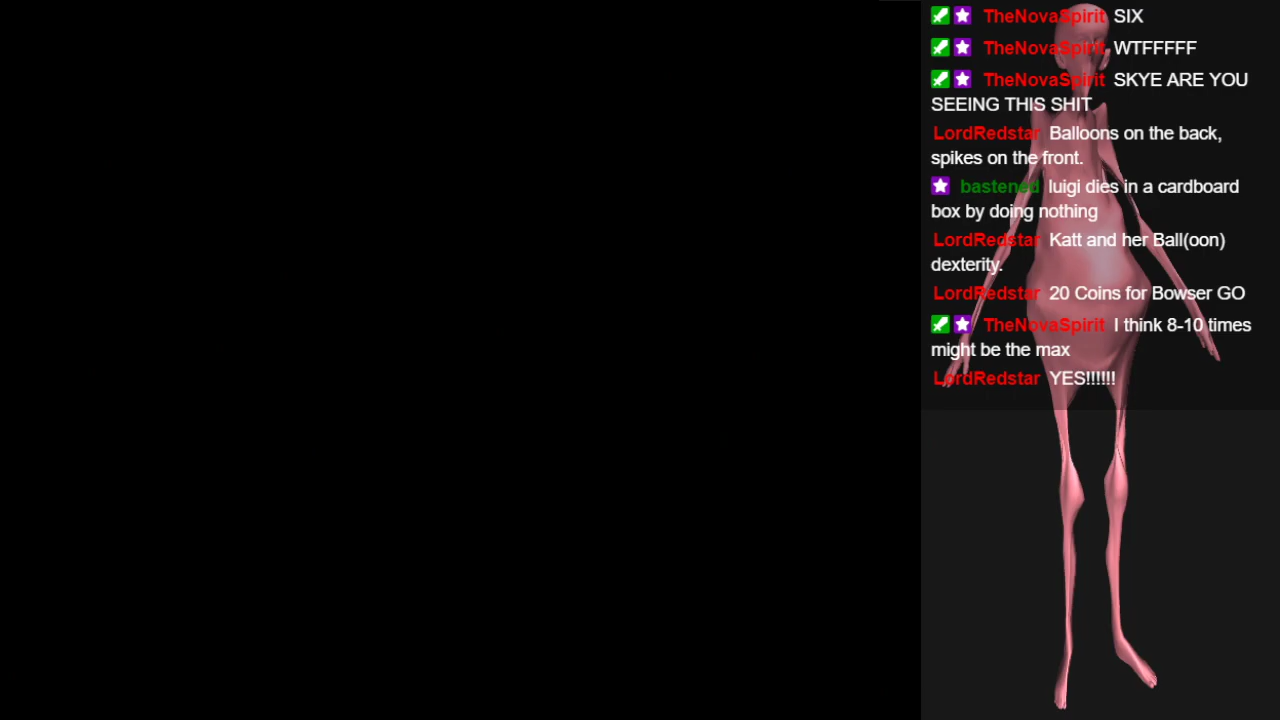 TheNovaSpirit SIX
TheNovaSpirit WTFFFFF
TheNovaSpirit SKYE ARE YOU
SEEING THIS SHIT
LordRedstar Balloons on the back,
spikes on the front.
bastened luigi dies in a cardboard
box by doing nothing
LordRedstar Katt and her Ball(oon)
dexterity.
LordRedstar 20 Coins for Bowser GO
TheNovaSpirit I think 8-10 times
might be the max
LordRedstar YES!!!!!!